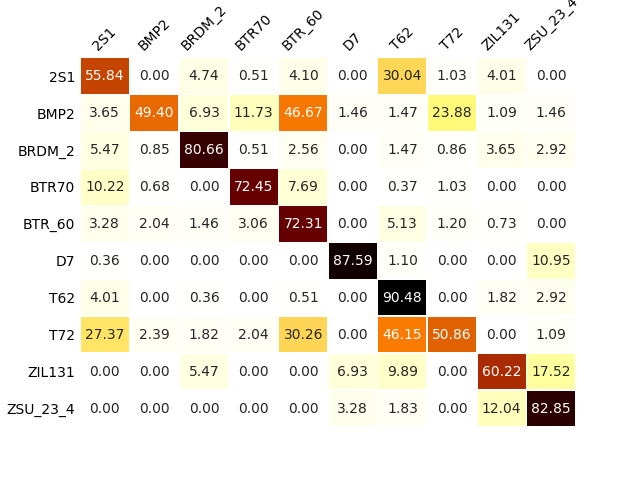 2S1 BMP2 BRDM_2 BTR70 BTR_60 D7 T62 T72 ZIL131 ZSU_23_4
2S1 55.84 0.00 4.74 0.51 4.10 0.00 30.04 1.03 4.01 0.00
BMP2 3.65 49.40 6.93 11.73 46.67 1.46 1.47 23.88 1.09 1.46
BRDM_2 5.47 0.85 80.66 0.51 2.56 0.00 1.47 0.86 3.65 2.92
BTR70 10.22 0.68 0.00 72.45 7.69 0.00 0.37 1.03 0.00 0.00
BTR_60 3.28 2.04 1.46 3.06 72.31 0.00 5.13 1.20 0.73 0.00
D7 0.36 0.00 0.00 0.00 0.00 87.59 1.10 0.00 0.00 10.95
T62 4.01 0.00 0.36 0.00 0.51 0.00 90.48 0.00 1.82 2.92
T72 27.37 2.39 1.82 2.04 30.26 0.00 46.15 50.86 0.00 1.09
ZIL131 0.00 0.00 5.47 0.00 0.00 6.93 9.89 0.00 60.22 17.52
ZSU_23_4 0.00 0.00 0.00 0.00 0.00 3.28 1.83 0.00 12.04 82.85